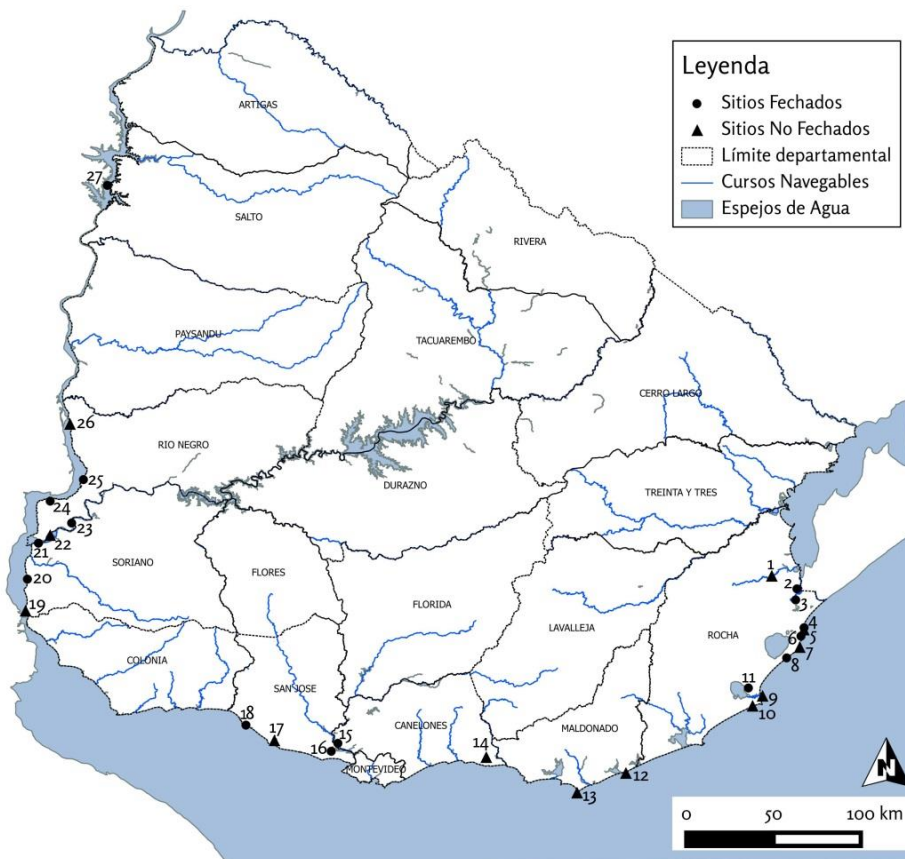 Leyenda
Sitios Fechados
Sitios No Fechados
Límite departamental
Cursos Navegables
Espejos de Agua
ARTIGAS
27
SALTO
RIVERA
PAYSANDU
TACUAREMBO
CERRO LARGO
26
RIO NEGRO
25
DURAZNO
TREINTA Y TRES
24
23
22
21
SORIANO
FLORES
1
20
2
3
19
FLORIDA
LAVALLEJA
ROCHA
4
5
6
7
COLONIA
8
SAN JOSE
11
9
10
18
17
15
CANELONES
MALDONADO
16
14
MONTEVIDEO
12
13
N
0 50 100 km